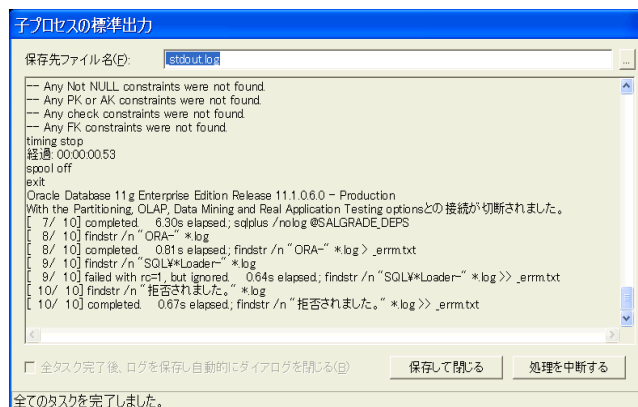 子プロセスの標準出力
保存先ファイル名(F):
_stdout.log
...
-- Any Not NULL constraints were not found.
-- Any PK or AK constraints were not found.
-- Any check constraints were not found.
-- Any FK constraints were not found.
timing stop
経過: 00:00:00.53
spool off
exit
Oracle Database 11g Enterprise Edition Release 11.1.0.6.0 - Production
With the Partitioning, OLAP, Data Mining and Real Application Testing optionsとの接続が切断されました。
[ 7/ 10] completed. 6.30s elapsed.; sqlplus /nolog @SALGRADE_DEPS
[ 8/ 10] findstr /n "ORA-" *.log
[ 8/ 10] completed. 0.81s elapsed.; findstr /n "ORA-" *.log > _errm.txt
[ 9/ 10] findstr /n "SQL¥*Loader-" *.log
[ 9/ 10] failed with rc=1, but ignored. 0.64s elapsed.; findstr /n "SQL¥*Loader-" *.log >> _errm.txt
[ 10/ 10] findstr /n "拒否されました。" *.log
[ 10/ 10] completed. 0.67s elapsed.; findstr /n "拒否されました。" *.log >> _errm.txt
全タスク完了後、ログを保存し自動的にダイアログを閉じる(B)
保存して閉じる
処理を中断する
全てのタスクを完了しました。